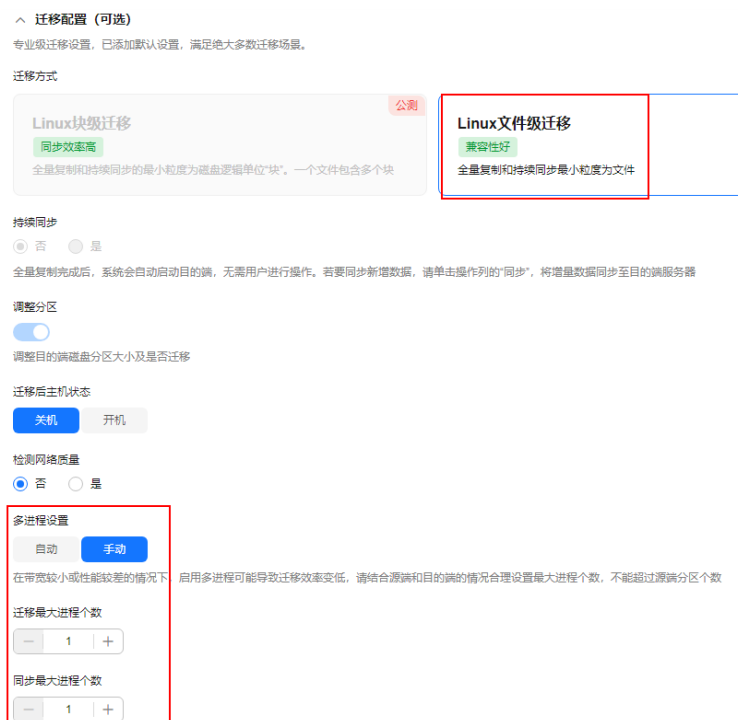 迁移配置（可选）
专业级迁移设置，已添加默认设置，满足绝大多数迁移场景。
迁移方式
公测
Linux块级迁移
同步效率高
全量复制和持续同步的最小粒度为磁盘逻辑单位“块”。一个文件包含多个块
Linux文件级迁移
兼容性好
全量复制和持续同步最小粒度为文件
持续同步
否 是
全量复制完成后，系统会自动启动目的端，无需用户进行操作。若要同步新增数据，请单击操作列的“同步”，将增量数据同步至目的端服务器
调整分区
调整目的端磁盘分区大小及是否迁移
迁移后主机状态
关机 开机
检测网络质量
否 是
多进程设置
自动 手动
在带宽较小或性能较差的情况下，启用多进程可能导致迁移效率变低，请结合源端和目的端的情况合理设置最大进程个数，不能超过源端分区个数
迁移最大进程个数
− 1 +
同步最大进程个数
− 1 +